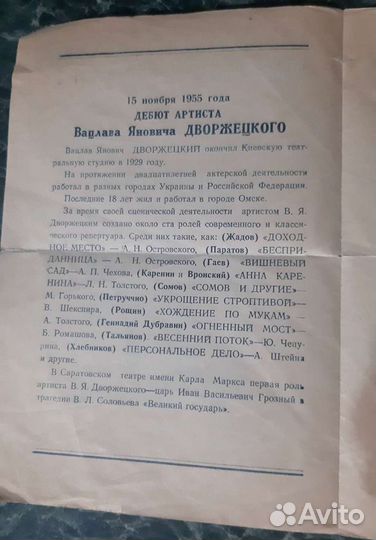 15 ноября 1955 года
ДЕБЮТ АРТИСТА
Вацлава Яновича ДВОРЖЕЦКОГО
Вацлав Янович ДВОРЖЕЦКИЙ окончил Киевскую теат-
ральную студию в 1929 году.
На протяжении двадцатилетней актерской деятельности
работал в разных городах Украины и Российской Федерации.
Последние 18 лет жил и работал в городе Омске.
За время своей сценической деятельности артистом В. Я.
Дворжецким создано около ста ролей современного и класси-
ческого репертуара. Среди них такие, как: (Жадов) «ДОХОД-
НОЕ МЕСТО» — А. Н. Островского, (Паратов) «БЕСПРИ-
ДАННИЦА» — А. Н. Островского, (Гаев) «ВИШНЕВЫЙ
САД»—А. П. Чехова, (Каренин и Вронский) «АННА КАРЕ-
НИНА»—Л. Н. Толстого, (Сомов) «СОМОВ И ДРУГИЕ»—
М. Горького, (Петруччио) «УКРОЩЕНИЕ СТРОПТИВОЙ»—
В. Шекспира, (Рощин) «ХОЖДЕНИЕ ПО МУКАМ» —
А. Толстого, (Геннадий Дубравин) «ОГНЕННЫЙ МОСТ»—
Б. Ромашова, (Тальянов) «ВЕСЕННИЙ ПОТОК»—Ю. Чепу-
рина, (Хлебников) «ПЕРСОНАЛЬНОЕ ДЕЛО»—А. Штейна
и другие.
В Саратовском театре имени Карла Маркса первая роль
артиста В. Я. Дворжецкого—царь Иван Васильевич Грозный в
трагедии В. Л. Соловьева «Великий государь».
Avito